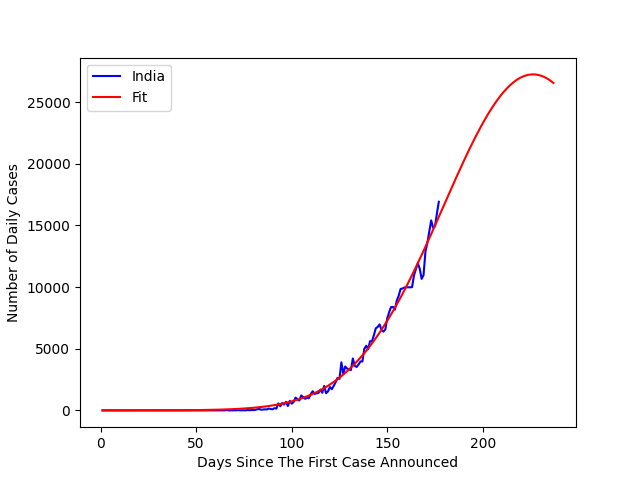 India
Fit
25000
20000
15000
10000
5000
0
Number of Daily Cases
0 50 100 150 200
Days Since The First Case Announced